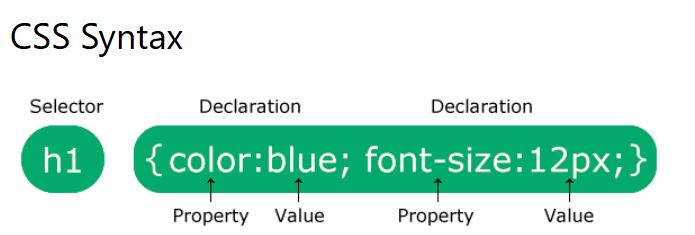 CSS Syntax
Selector Declaration Declaration
h1 {color:blue; font-size:12px;}
Property Value Property Value